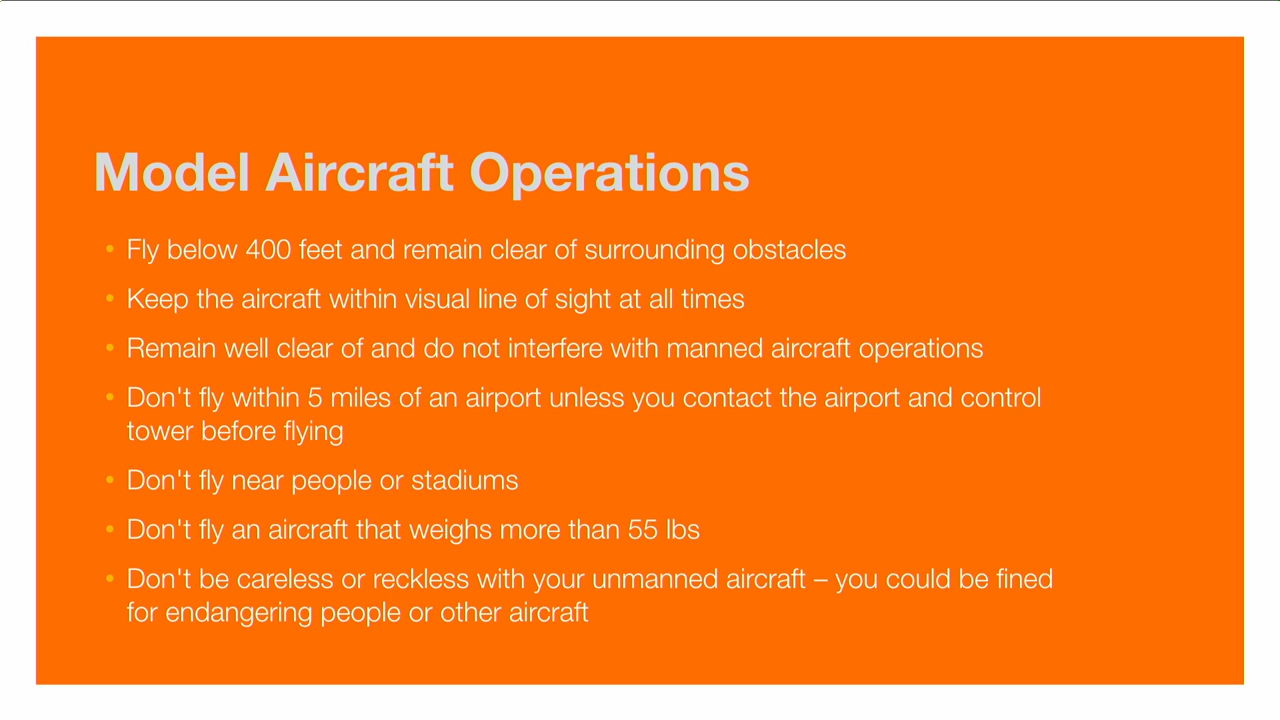 Model Aircraft Operations
• Fly below 400 feet and remain clear of surrounding obstacles
• Keep the aircraft within visual line of sight at all times
• Remain well clear of and do not interfere with manned aircraft operations
• Don't fly within 5 miles of an airport unless you contact the airport and control
tower before flying
• Don't fly near people or stadiums
• Don't fly an aircraft that weighs more than 55 lbs
• Don't be careless or reckless with your unmanned aircraft – you could be fined
for endangering people or other aircraft